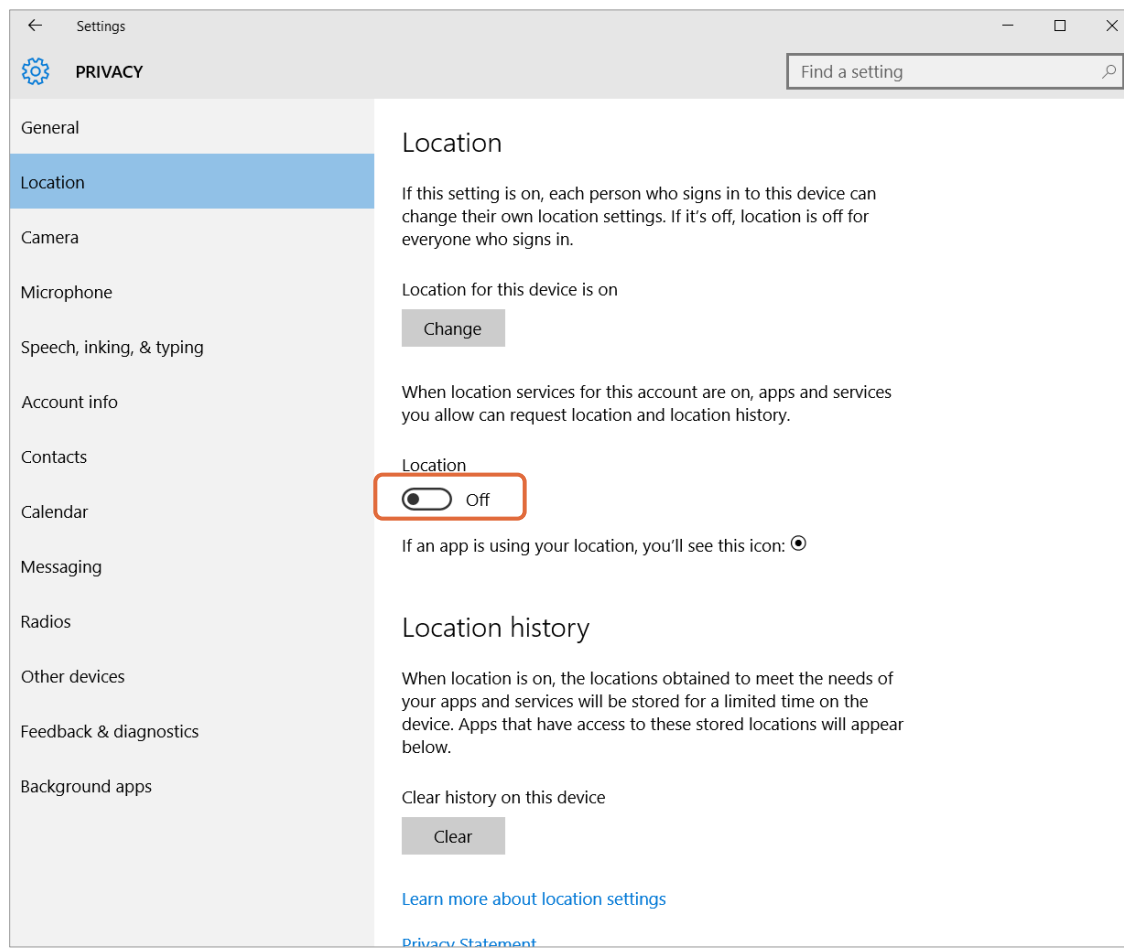 Settings
PRIVACY
Find a setting
General
Location
Camera
Microphone
Speech, inking, & typing
Account info
Contacts
Calendar
Messaging
Radios
Other devices
Feedback & diagnostics
Background apps
Location
If this setting is on, each person who signs in to this device can
change their own location settings. If it's off, location is off for
everyone who signs in.
Location for this device is on
Change
When location services for this account are on, apps and services
you allow can request location and location history.
Location
Off
If an app is using your location, you'll see this icon:
Location history
When location is on, the locations obtained to meet the needs of
your apps and services will be stored for a limited time on the
device. Apps that have access to these stored locations will appear
below.
Clear history on this device
Clear
Learn more about location settings
Privacy Statement